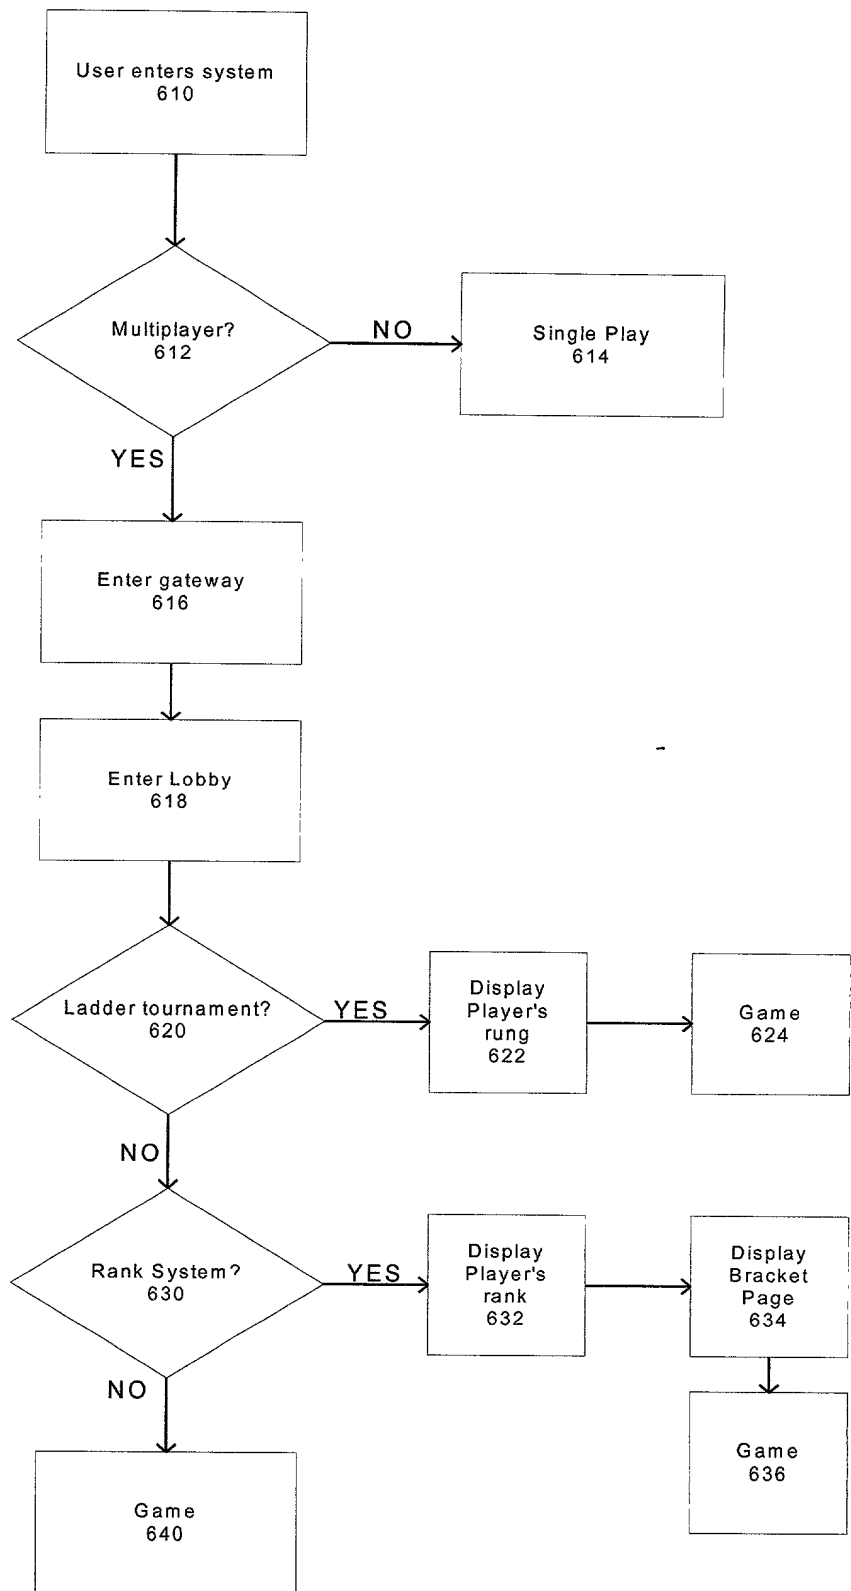 User enters system
610
Multiplayer?
612
NO
Single Play
614
YES
Enter gateway
616
Enter Lobby
618
Ladder tournament?
620
YES
Display
Player's
rung
622
Game
624
NO
Rank System?
630
YES
Display
Player's
rank
632
Display
Bracket
Page
634
NO
Game
636
Game
640